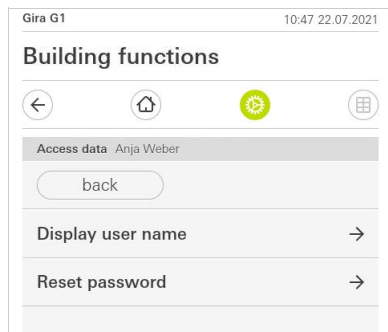 Gira G1 10:47 22.07.2021
Building functions
Access data Anja Weber
back
Display user name
Reset password